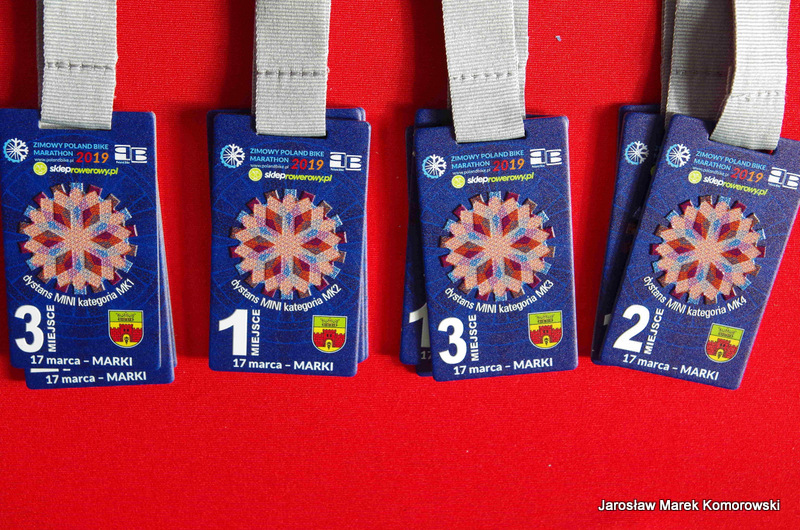 ZIMOWY POLAND BIKE
MARATHON 2019
www.polandbike.pl
skleprowerowy.pl
dystans MINI kategoria MK1
3 MIEJSCE
17 marca – MARKI
17 marca – MARKI
ZIMOWY POLAND BIKE
MARATHON 2019
www.polandbike.pl
skleprowerowy.pl
dystans MINI kategoria MK2
1 MIEJSCE
17 marca – MARKI
ZIMOWY POLAND BIKE
MARATHON 2019
www.polandbike.pl
skleprowerowy.pl
dystans MINI kategoria MK3
1
3 MIEJSCE
17 marca – MARKI
ZIMOWY POLAND BIKE
MARATHON 2019
www.polandbike.pl
skleprowerowy.pl
dystans MINI kategoria MK4
2 MIEJSCE
17 marca – MARKI
Jarosław Marek Komorowski